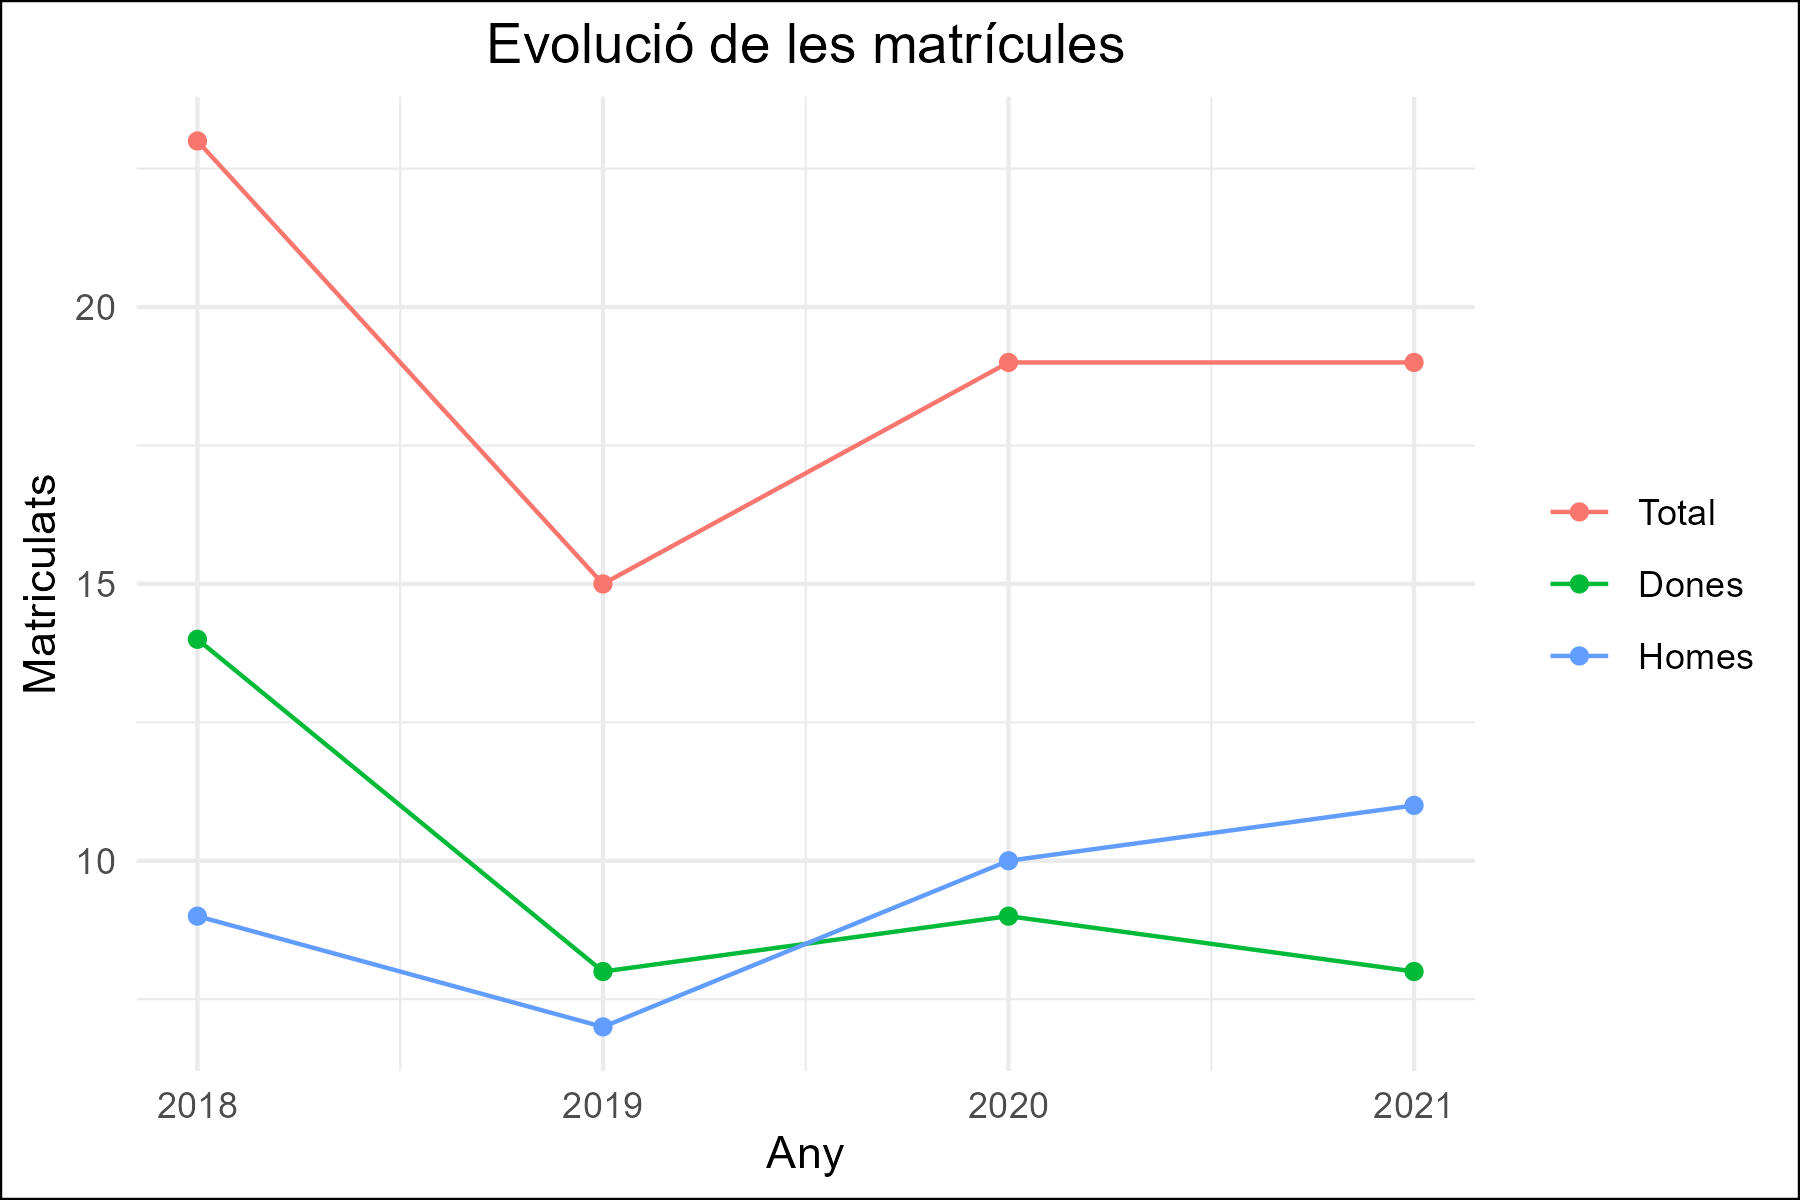 Evolució de les matrícules
Matriculats
20
15
10
2018
2019
2020
2021
Any
Total
Dones
Homes